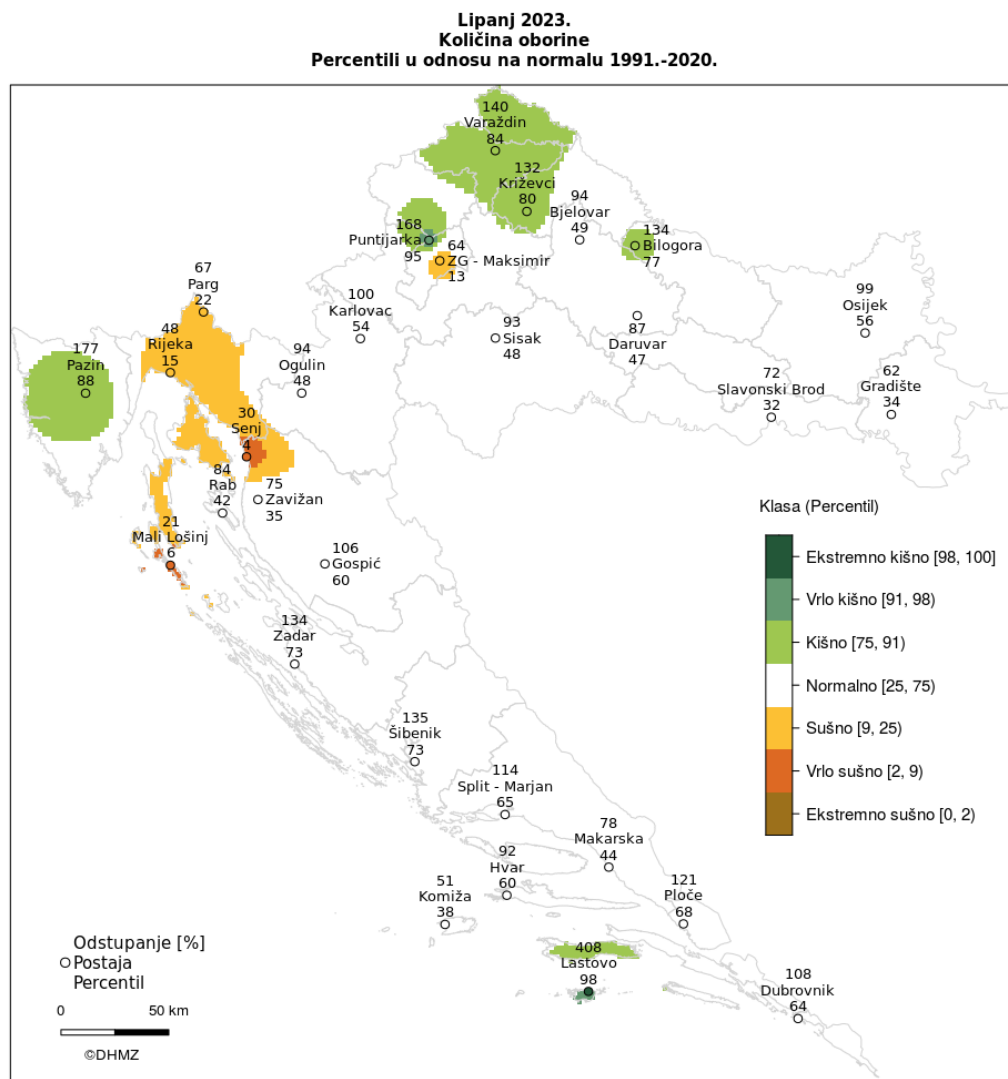 Lipanj 2023.
Količina oborine
Percentili u odnosu na normalu 1991.-2020.
140
Varaždin
84
132
Križevci
80
94
Bjelovar
49
168
Puntijarka
95
64
ZG - Maksimir
13
134
Bilogora
77
67
Parg
22
100
Karlovac
54
99
Osijek
56
48
Rijeka
15
93
Sisak
48
87
Daruvar
47
177
Pazin
88
94
Ogulin
48
72
Slavonski Brod
32
62
Gradište
34
30
Senj
4
84
Rab
42
75
Zavižan
35
21
Mali Lošinj
6
106
Gospić
60
134
Zadar
73
135
Šibenik
73
114
Split - Marjan
65
78
Makarska
44
92
Hvar
60
51
Komiža
38
121
Ploče
68
408
Lastovo
98
108
Dubrovnik
64
Klasa (Percentil)
Ekstremno kišno [98, 100]
Vrlo kišno [91, 98)
Kišno [75, 91)
Normalno [25, 75)
Sušno [9, 25)
Vrlo sušno [2, 9)
Ekstremno sušno [0, 2)
Odstupanje [%]
Postaja
Percentil
0 50 km
©DHMZ